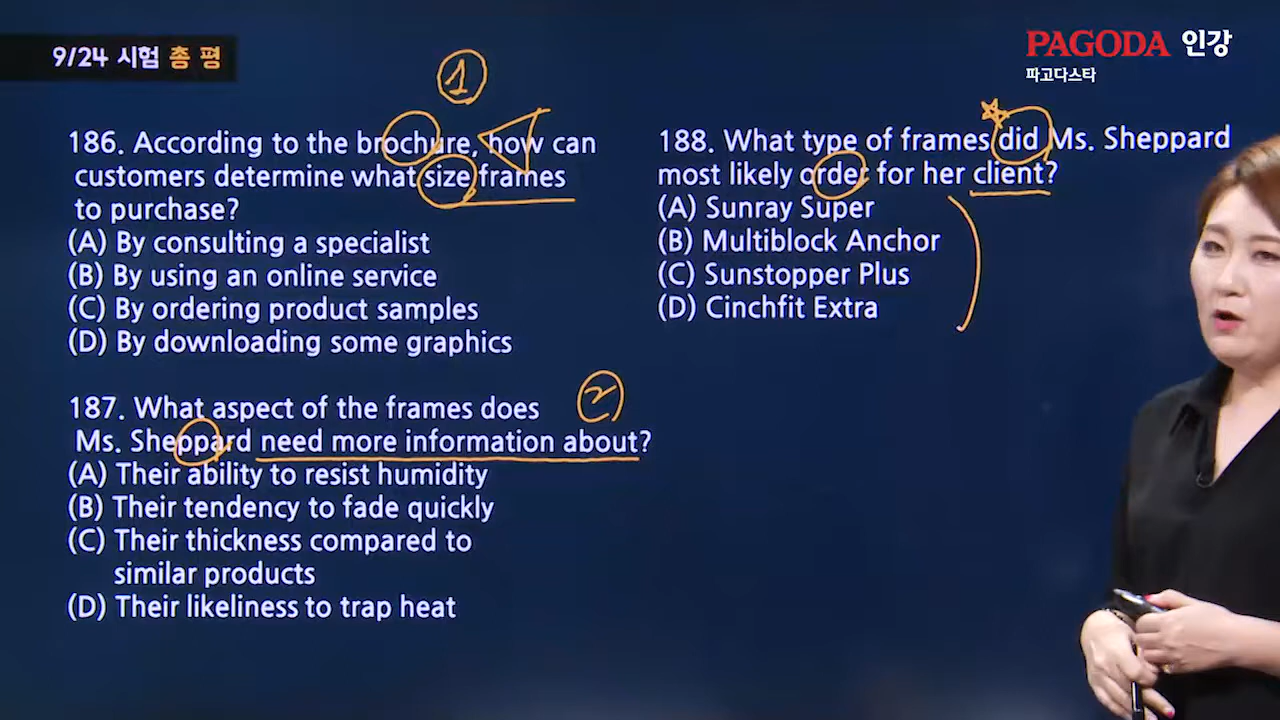 9/24 시험 총평
PAGODA 인강
파고다스타
1
186. According to the brochure, how can
customers determine what size frames
to purchase?
(A) By consulting a specialist
(B) By using an online service
(C) By ordering product samples
(D) By downloading some graphics
2
187. What aspect of the frames does
Ms. Sheppard need more information about?
(A) Their ability to resist humidity
(B) Their tendency to fade quickly
(C) Their thickness compared to
similar products
(D) Their likeliness to trap heat
188. What type of frames did Ms. Sheppard
most likely order for her client?
(A) Sunray Super
(B) Multiblock Anchor
(C) Sunstopper Plus
(D) Cinchfit Extra